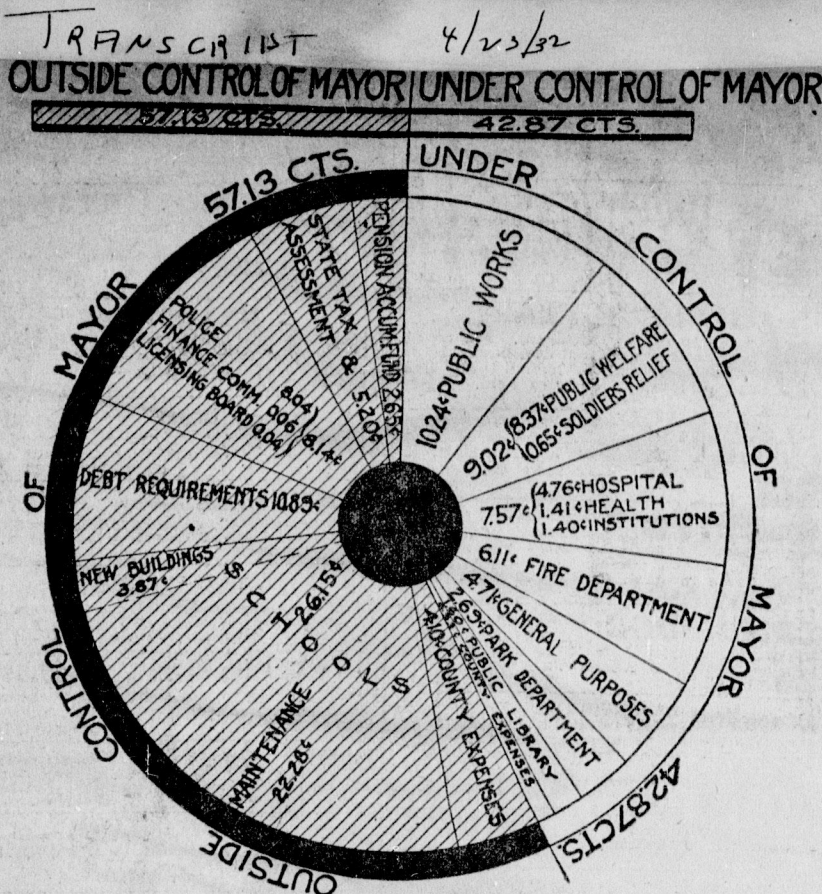 TRANSCRIPT 4/23/32
OUTSIDE CONTROL OF MAYOR UNDER CONTROL OF MAYOR
57.13 CTS. 42.87 CTS.
57.13 CTS.
UNDER
CONTROL
OF
MAYOR
42.87 CTS.
OUTSIDE
CONTROL
OF
MAYOR
PENSION ACCUM. FUND 2.65¢
STATE TAX &
ASSESSMENT 5.20¢
POLICE 8.04
FINANCE COMM. 0.06 8.14¢
LICENSING BOARD 0.04
DEBT REQUIREMENTS 10.89¢
NEW BUILDINGS
3.87¢
SCHOOLS
26.15¢
MAINTENANCE
22.28¢
10.24¢ PUBLIC WORKS
9.02¢ 8.37¢ PUBLIC WELFARE
0.65¢ SOLDIERS RELIEF
4.76¢ HOSPITAL
7.57¢ 1.41¢ HEALTH
1.40¢ INSTITUTIONS
6.11¢ FIRE DEPARTMENT
4.71¢ GENERAL PURPOSES
2.69¢ PARK DEPARTMENT
PUBLIC LIBRARY
COUNTY EXPENSES
4.10¢ COUNTY EXPENSES